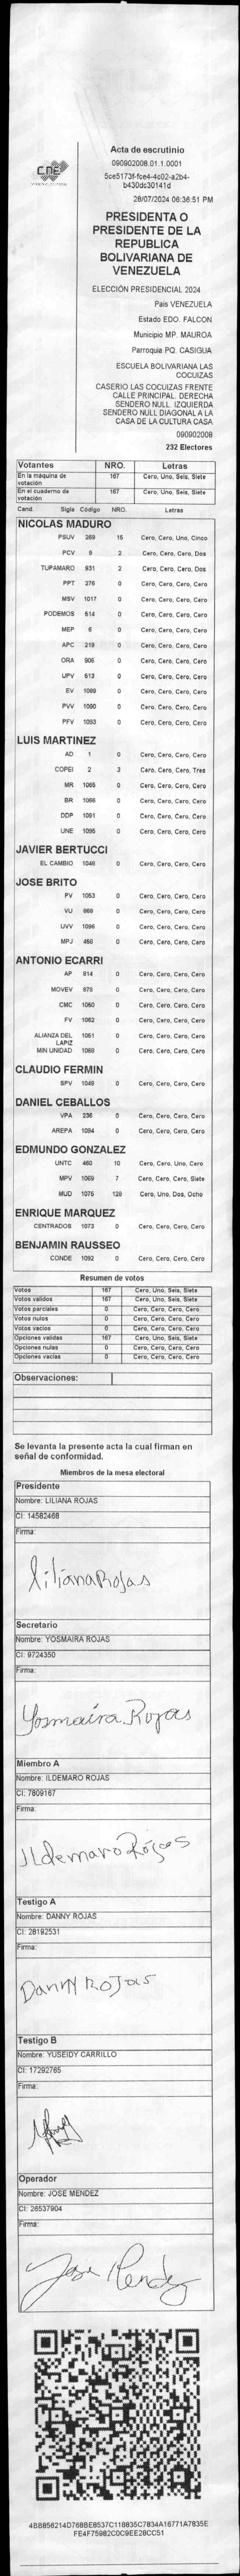 CNE
Acta de escrutinio
090902008.01.1.0001
5ce5173f-fce4-4c02-a2b4-
b430dc30141d
28/07/2024 06:36:51 PM
PRESIDENTA O
PRESIDENTE DE LA
REPUBLICA
BOLIVARIANA DE
VENEZUELA
ELECCIÓN PRESIDENCIAL 2024
Pais VENEZUELA
Estado EDO. FALCON
Municipio MP. MAUROA
Parroquia PQ. CASIGUA
ESCUELA BOLIVARIANA LAS
COCUIZAS
CASERIO LAS COCUIZAS FRENTE
CALLE PRINCIPAL. DERECHA
SENDERO NULL. IZQUIERDA
SENDERO NULL DIAGONAL A LA
CASA DE LA CULTURA CASA
090902008
232 Electores
Votantes NRO. Letras
En la máquina de votación 167 Cero, Uno, Seis, Siete
En el cuaderno de votación 167 Cero, Uno, Seis, Siete
Cand. Sigla Código NRO. Letras
NICOLAS MADURO
PSUV 269 15 Cero, Cero, Uno, Cinco
PCV 9 2 Cero, Cero, Cero, Dos
TUPAMARO 931 2 Cero, Cero, Cero, Dos
PPT 376 0 Cero, Cero, Cero, Cero
MSV 1017 0 Cero, Cero, Cero, Cero
PODEMOS 514 0 Cero, Cero, Cero, Cero
MEP 6 0 Cero, Cero, Cero, Cero
APC 219 0 Cero, Cero, Cero, Cero
ORA 906 0 Cero, Cero, Cero, Cero
UPV 513 0 Cero, Cero, Cero, Cero
EV 1089 0 Cero, Cero, Cero, Cero
PVV 1090 0 Cero, Cero, Cero, Cero
PFV 1093 0 Cero, Cero, Cero, Cero
LUIS MARTINEZ
AD 1 0 Cero, Cero, Cero, Cero
COPEI 2 3 Cero, Cero, Cero, Tres
MR 1065 0 Cero, Cero, Cero, Cero
BR 1066 0 Cero, Cero, Cero, Cero
DDP 1091 0 Cero, Cero, Cero, Cero
UNE 1095 0 Cero, Cero, Cero, Cero
JAVIER BERTUCCI
EL CAMBIO 1048 0 Cero, Cero, Cero, Cero
JOSE BRITO
PV 1053 0 Cero, Cero, Cero, Cero
VU 0 Cero, Cero, Cero, Cero
UVV 1096 0 Cero, Cero, Cero, Cero
MPJ 458 0 Cero, Cero, Cero, Cero
ANTONIO ECARRI
AP 814 0 Cero, Cero, Cero, Cero
MOVEV 878 0 Cero, Cero, Cero, Cero
CMC 1050 0 Cero, Cero, Cero, Cero
FV 1062 0 Cero, Cero, Cero, Cero
ALIANZA DEL LAPIZ 1051 0 Cero, Cero, Cero, Cero
MIN UNIDAD 1069 0 Cero, Cero, Cero, Cero
CLAUDIO FERMIN
SPV 1049 0 Cero, Cero, Cero, Cero
DANIEL CEBALLOS
VPA 236 0 Cero, Cero, Cero, Cero
AREPA 1094 0 Cero, Cero, Cero, Cero
EDMUNDO GONZALEZ
UNTC 460 10 Cero, Cero, Uno, Cero
MPV 1069 7 Cero, Cero, Cero, Siete
MUD 1075 128 Cero, Uno, Dos, Ocho
ENRIQUE MARQUEZ
CENTRADOS 1073 0 Cero, Cero, Cero, Cero
BENJAMIN RAUSSEO
CONDE 1092 0 Cero, Cero, Cero, Cero
Resumen de votos
Votos 167 Cero, Uno, Seis, Siete
Votos validos 167 Cero, Uno, Seis, Siete
Votos parciales 0 Cero, Cero, Cero, Cero
Votos nulos 0 Cero, Cero, Cero, Cero
Votos vacios 0 Cero, Cero, Cero, Cero
Opciones validas 167 Cero, Uno, Seis, Siete
Opciones nulas 0 Cero, Cero, Cero, Cero
Opciones vacias 0 Cero, Cero, Cero, Cero
Observaciones:
Se levanta la presente acta la cual firman en
señal de conformidad.
Miembros de la mesa electoral
Presidente
Nombre: LILIANA ROJAS
CI: 14582468
Firma:
LilianaRojas
Secretario
Nombre: YOSMAIRA ROJAS
CI: 9724350
Firma:
Yosmaira Rojas
Miembro A
Nombre: ILDEMARO ROJAS
CI: 7809167
Firma:
Ildemaro Rojas
Testigo A
Nombre: DANNY ROJAS
CI: 28192531
Firma:
Danny Rojas
Testigo B
Nombre: YUSEIDY CARRILLO
CI: 17292765
Firma:
Operador
Nombre: JOSE MENDEZ
CI: 26537904
Firma:
Jose Mendez
4BB856214D768BE8537C118835C7834A16771A7835E
FE4F75982C0C9EE28CC51